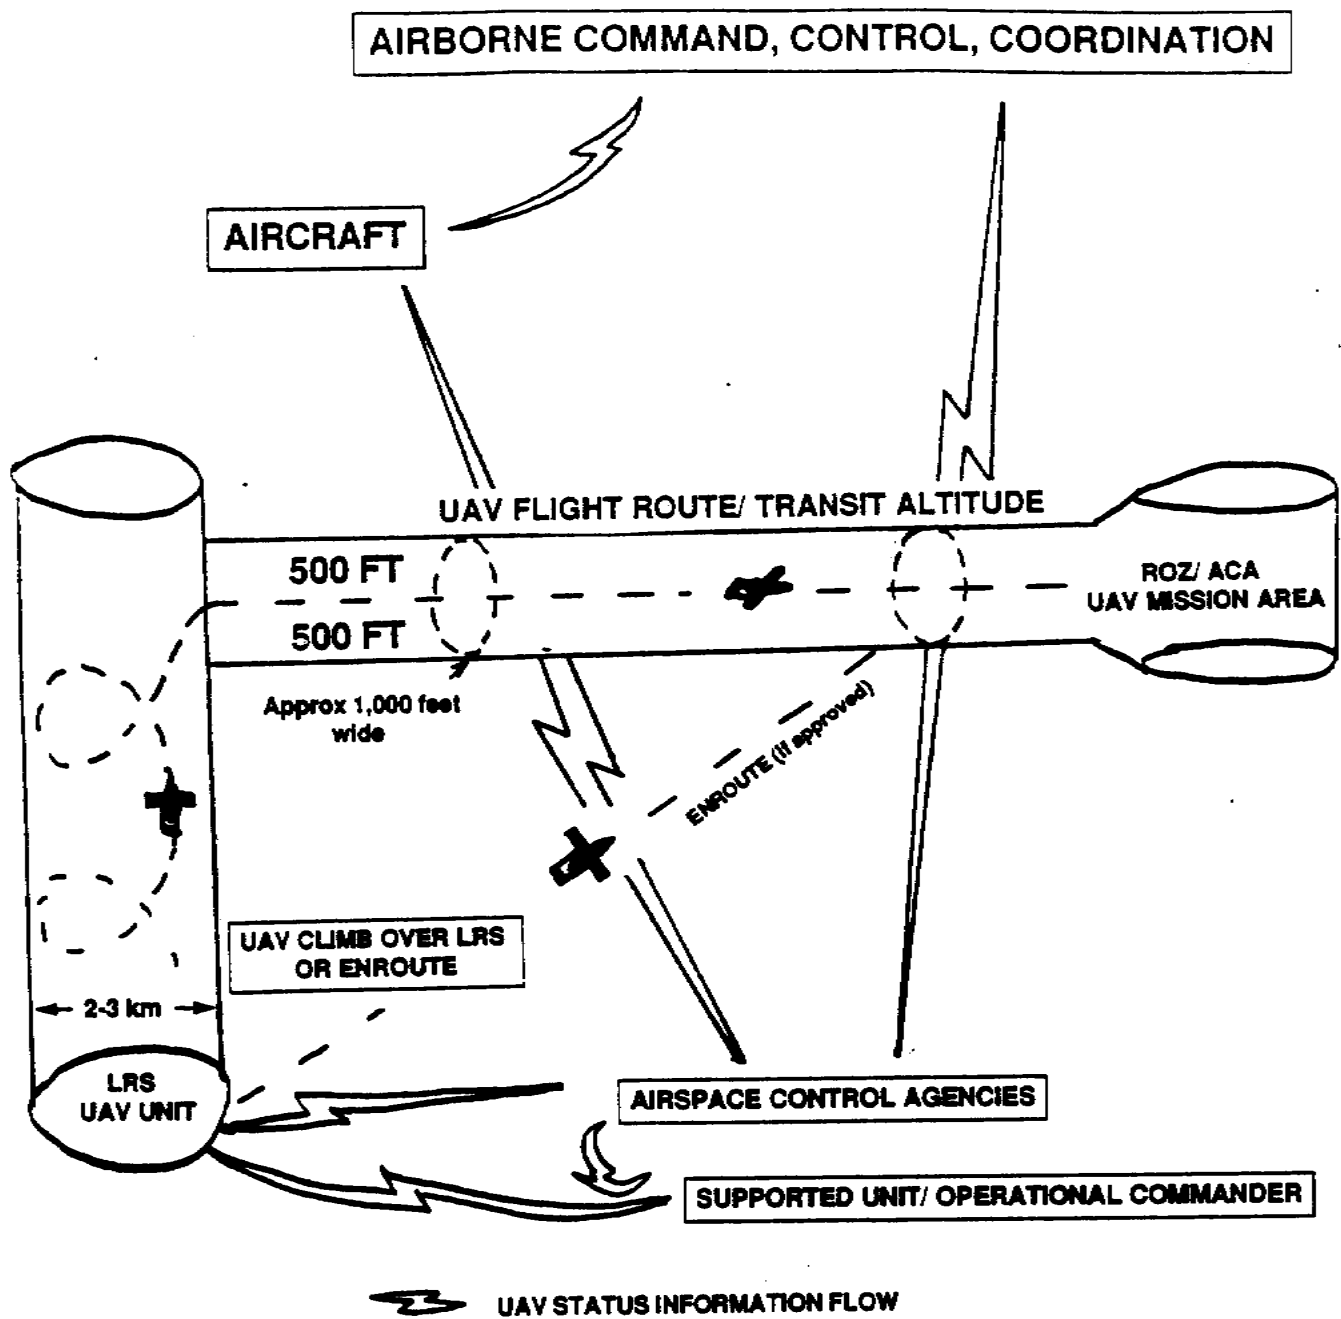 AIRBORNE COMMAND, CONTROL, COORDINATION
AIRCRAFT
UAV FLIGHT ROUTE/ TRANSIT ALTITUDE
500 FT
500 FT
ROZ/ ACA
UAV MISSION AREA
Approx 1,000 feet
wide
ENROUTE (if approved)
UAV CLIMB OVER LRS
OR ENROUTE
2-3 km
LRS
UAV UNIT
AIRSPACE CONTROL AGENCIES
SUPPORTED UNIT/ OPERATIONAL COMMANDER
UAV STATUS INFORMATION FLOW